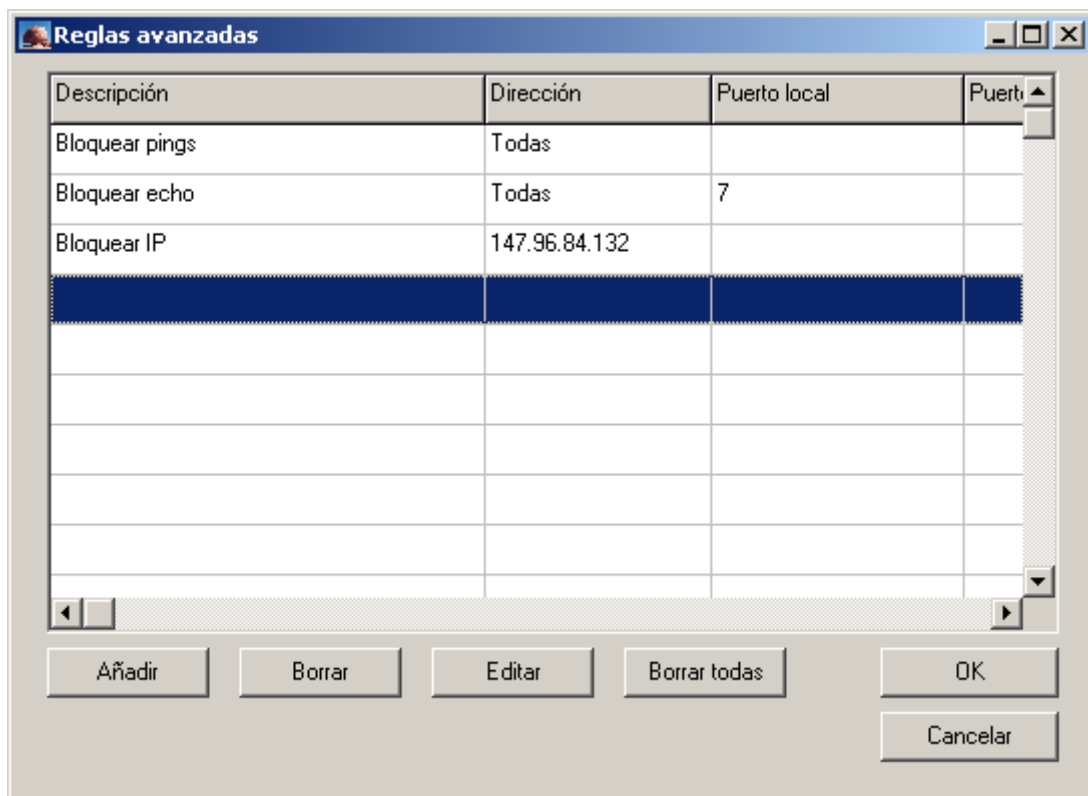 Reglas avanzadas
Descripción Dirección Puerto local Puert
Bloquear pings Todas
Bloquear echo Todas 7
Bloquear IP 147.96.84.132
Añadir Borrar Editar Borrar todas OK
Cancelar